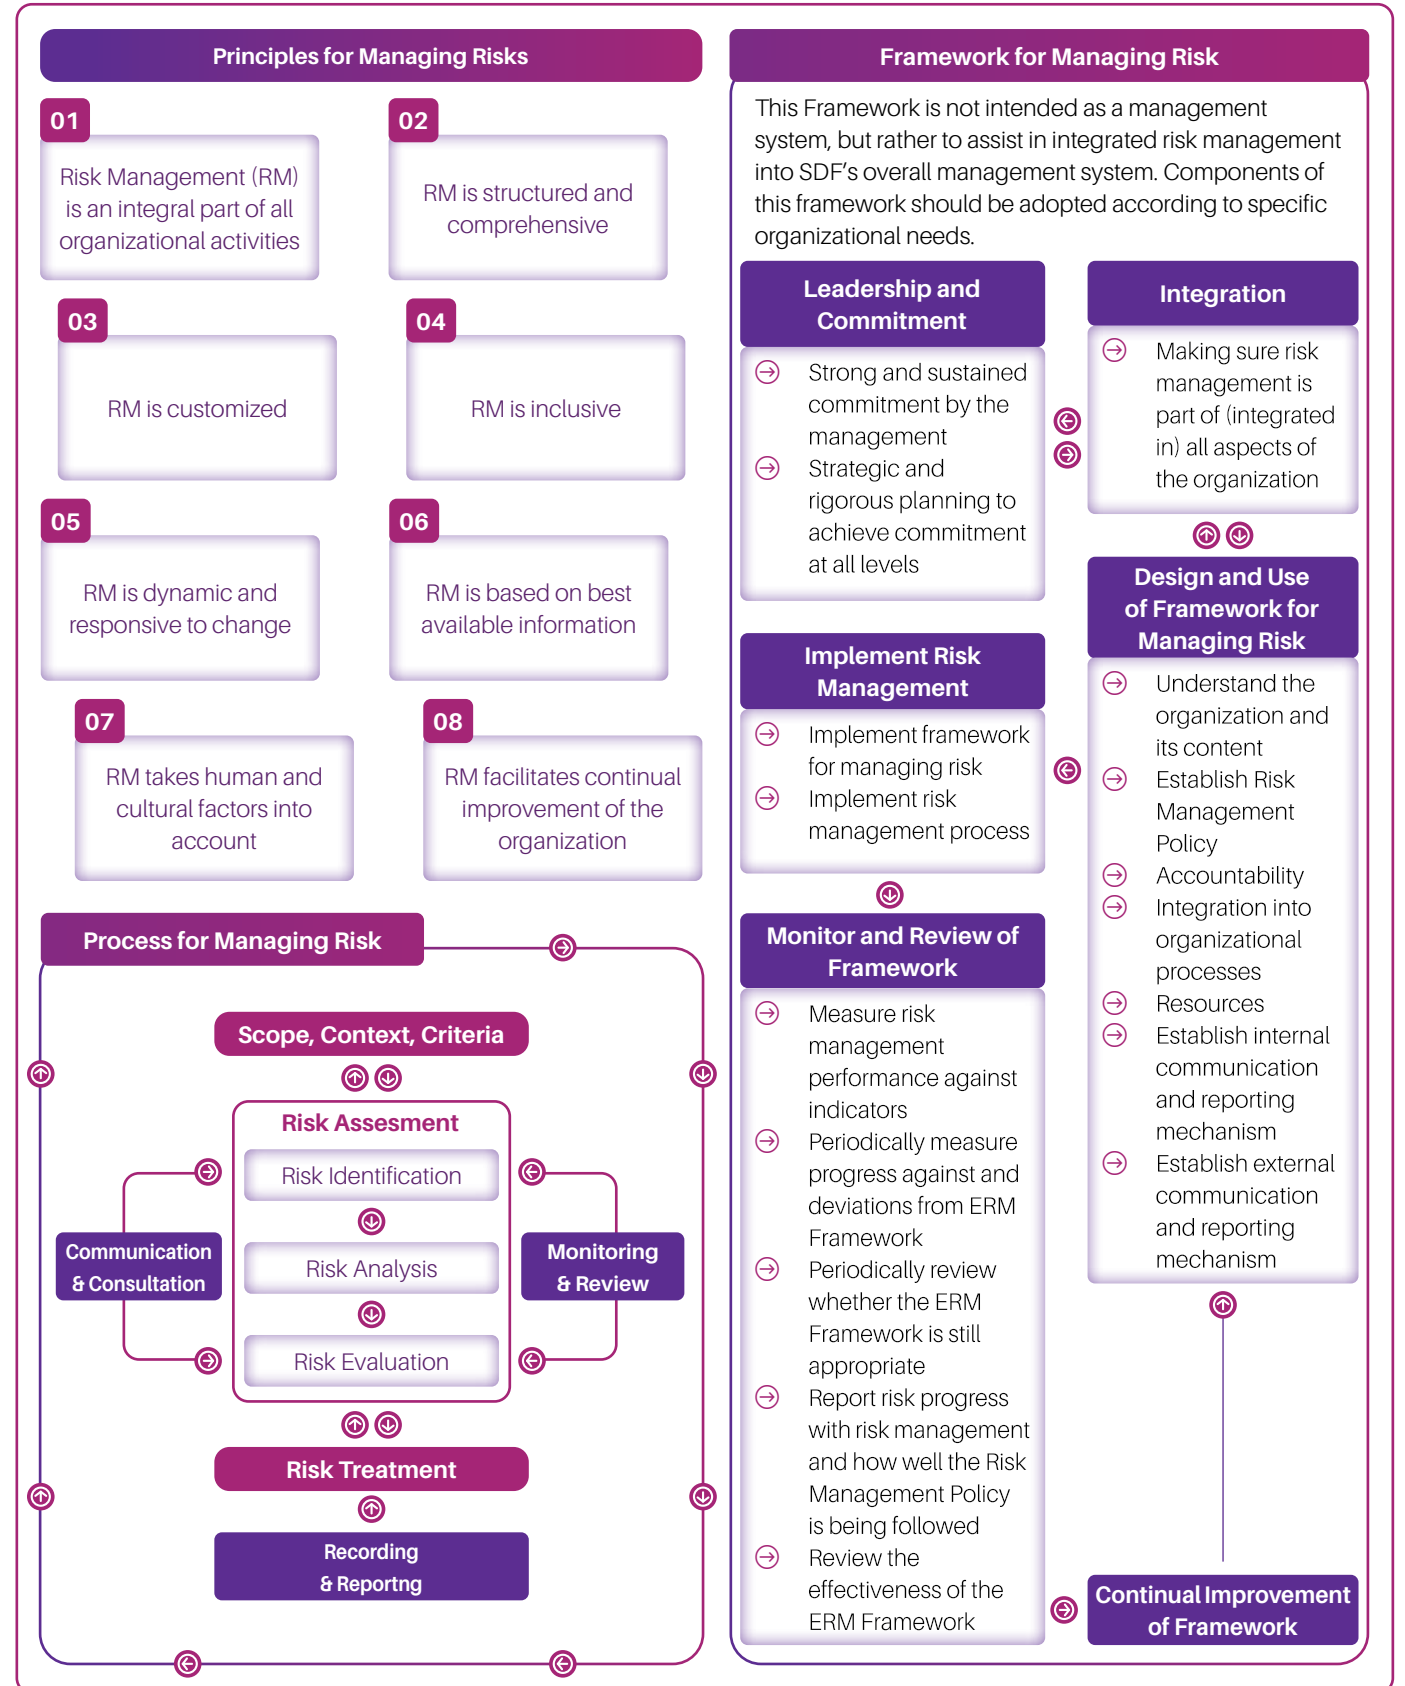 Principles for Managing Risks
01
Risk Management (RM)
is an integral part of all
organizational activities
02
RM is structured and
comprehensive
03
RM is customized
04
RM is inclusive
05
RM is dynamic and
responsive to change
06
RM is based on best
available information
07
RM takes human and
cultural factors into
account
08
RM facilitates continual
improvement of the
organization
Process for Managing Risk
Scope, Context, Criteria
Risk Assesment
Risk Identification
Risk Analysis
Risk Evaluation
Communication
& Consultation
Monitoring
& Review
Risk Treatment
Recording
& Reportng
Framework for Managing Risk
This Framework is not intended as a management
system, but rather to assist in integrated risk management
into SDF's overall management system. Components of
this framework should be adopted according to specific
organizational needs.
Leadership and
Commitment
Strong and sustained
commitment by the
management
Strategic and
rigorous planning to
achieve commitment
at all levels
Integration
Making sure risk
management is
part of (integrated
in) all aspects of
the organization
Design and Use
of Framework for
Managing Risk
Understand the
organization and
its content
Establish Risk
Management
Policy
Accountability
Integration into
organizational
processes
Resources
Establish internal
communication
and reporting
mechanism
Establish external
communication
and reporting
mechanism
Implement Risk
Management
Implement framework
for managing risk
Implement risk
management process
Monitor and Review of
Framework
Measure risk
management
performance against
indicators
Periodically measure
progress against and
deviations from ERM
Framework
Periodically review
whether the ERM
Framework is still
appropriate
Report risk progress
with risk management
and how well the Risk
Management Policy
is being followed
Review the
effectiveness of the
ERM Framework
Continual Improvement
of Framework